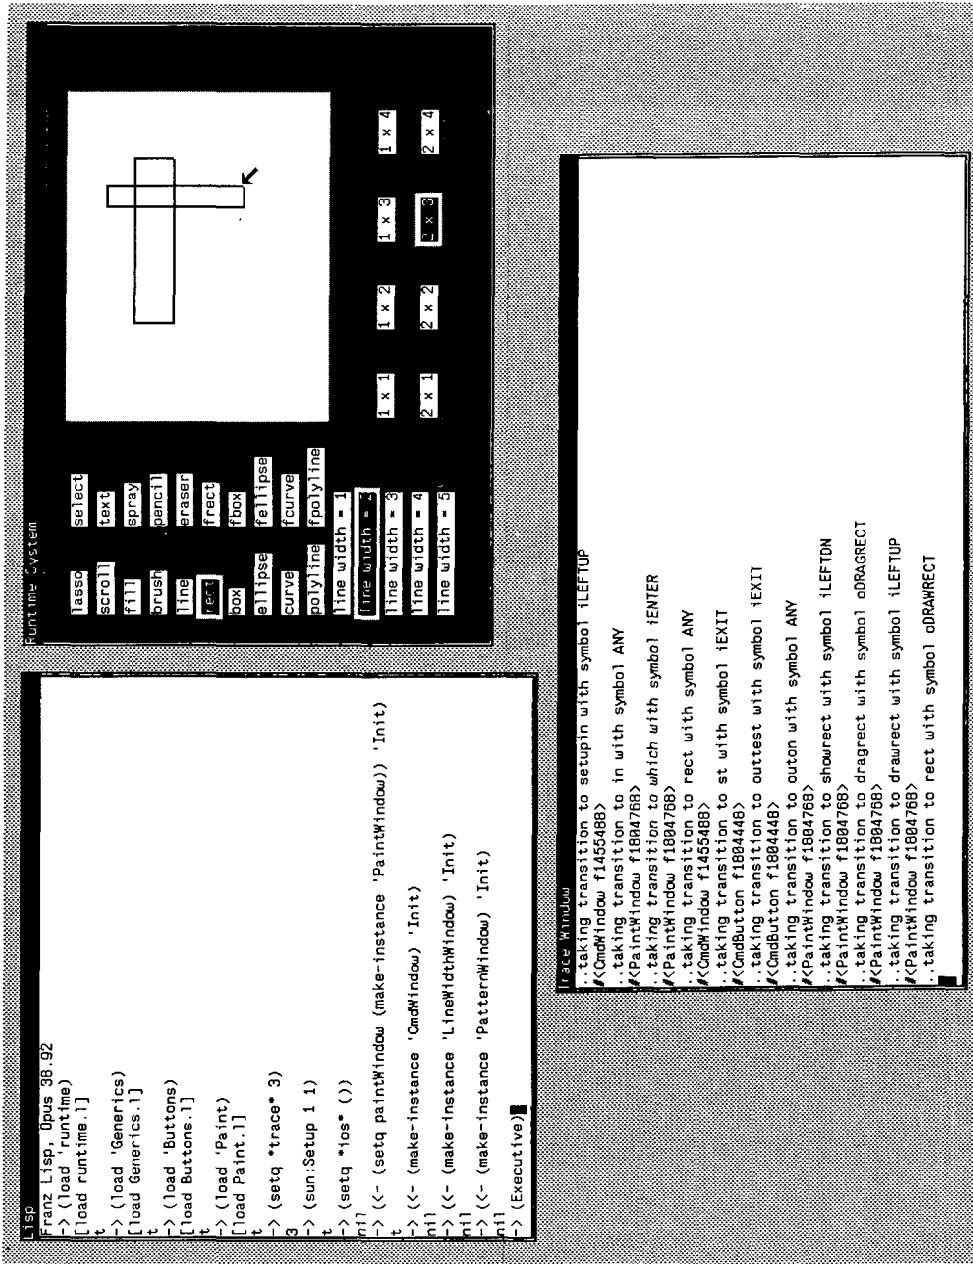 Lisp
Franz Lisp, Opus 38.92
-> (load 'runtime)
[load runtime.l]
t
-> (load 'Generics)
[load Generics.l]
t
-> (load 'Buttons)
[load Buttons.l]
t
-> (load 'Paint)
[load Paint.l]
t
-> (setq *trace* 3)
3
-> (sun:Setup 1 1)
t
-> (setq *ios* ())
nil
-> (<- (setq paintWindow (make-instance 'PaintWindow)) 'Init)
t
-> (<- (make-instance 'CmdWindow) 'Init)
nil
-> (<- (make-instance 'LineWidthWindow) 'Init)
nil
-> (<- (make-instance 'PatternWindow) 'Init)
nil
-> (Executive)
Runtime System
lasso select
scroll text
fill spray
brush pencil
line eraser
rect frect
box fbox
ellipse fellipse
curve fcurve
polyline fpolyline
line width = 1
line width = 2
line width = 3
line width = 4
line width = 5
1 x 1 1 x 2 1 x 3 1 x 4
2 x 1 2 x 2 2 x 3 2 x 4
Trace Window
..taking transition to setupin with symbol iLEFTUP
#<CmdWindow f1455488>
..taking transition to in with symbol ANY
#<PaintWindow f1804768>
..taking transition to which with symbol iENTER
#<PaintWindow f1804768>
..taking transition to rect with symbol ANY
#<CmdWindow f1455488>
..taking transition to st with symbol iEXIT
#<CmdButton f1804448>
..taking transition to outtest with symbol iEXIT
#<CmdButton f1804448>
..taking transition to outon with symbol ANY
#<PaintWindow f1804768>
..taking transition to showrect with symbol iLEFTDN
#<PaintWindow f1804768>
..taking transition to dragrect with symbol oDRAGRECT
#<PaintWindow f1804768>
..taking transition to drawrect with symbol iLEFTUP
#<PaintWindow f1804768>
..taking transition to rect with symbol oDRAWRECT